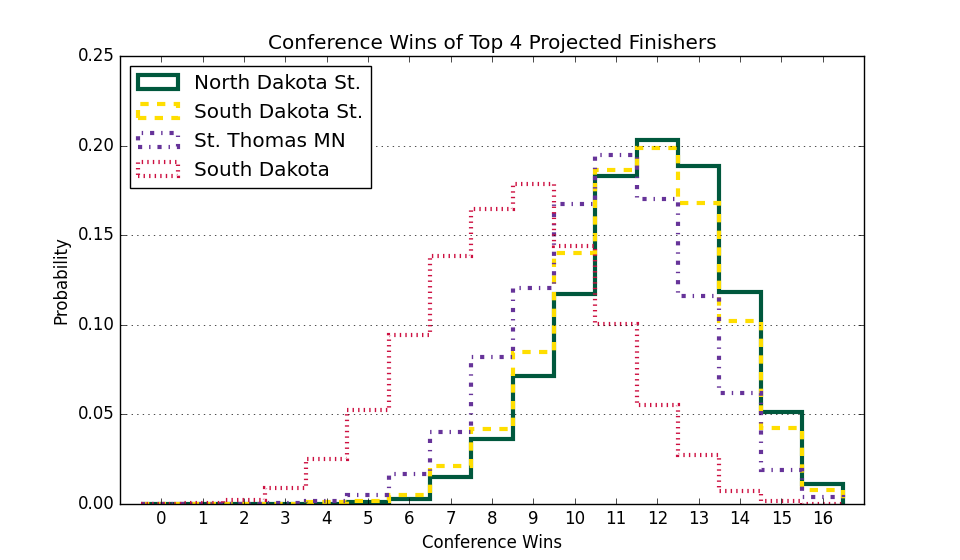 Conference Wins of Top 4 Projected Finishers
0.25
North Dakota St.
South Dakota St.
St. Thomas MN
South Dakota
0.20
0.15
0.10
0.05
0.00
Probability
0 1 2 3 4 5 6 7 8 9 10 11 12 13 14 15 16
Conference Wins